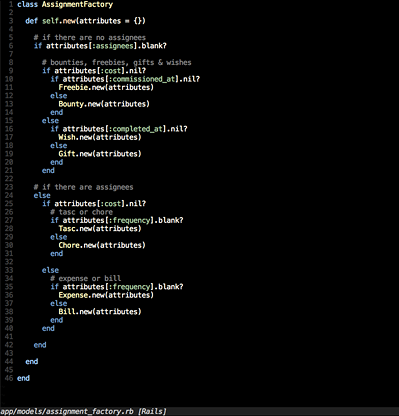 1 class AssignmentFactory
2
3   def self.new(attributes = {})
4
5     # if there are no assignees
6     if attributes[:assignees].blank?
7
8       # bounties, freebies, gifts & wishes
9       if attributes[:cost].nil?
10         if attributes[:commissioned_at].nil?
11           Freebie.new(attributes)
12         else
13           Bounty.new(attributes)
14         end
15       else
16         if attributes[:completed_at].nil?
17           Wish.new(attributes)
18         else
19           Gift.new(attributes)
20         end
21       end
22
23     # if there are assignees
24     else
25       if attributes[:cost].nil?
26         # tasc or chore
27         if attributes[:frequency].blank?
28           Tasc.new(attributes)
29         else
30           Chore.new(attributes)
31         end
32
33       else
34         # expense or bill
35         if attributes[:frequency].blank?
36           Expense.new(attributes)
37         else
38           Bill.new(attributes)
39         end
40       end
41
42     end
43
44   end
45
46 end
app/models/assignment_factory.rb [Rails]